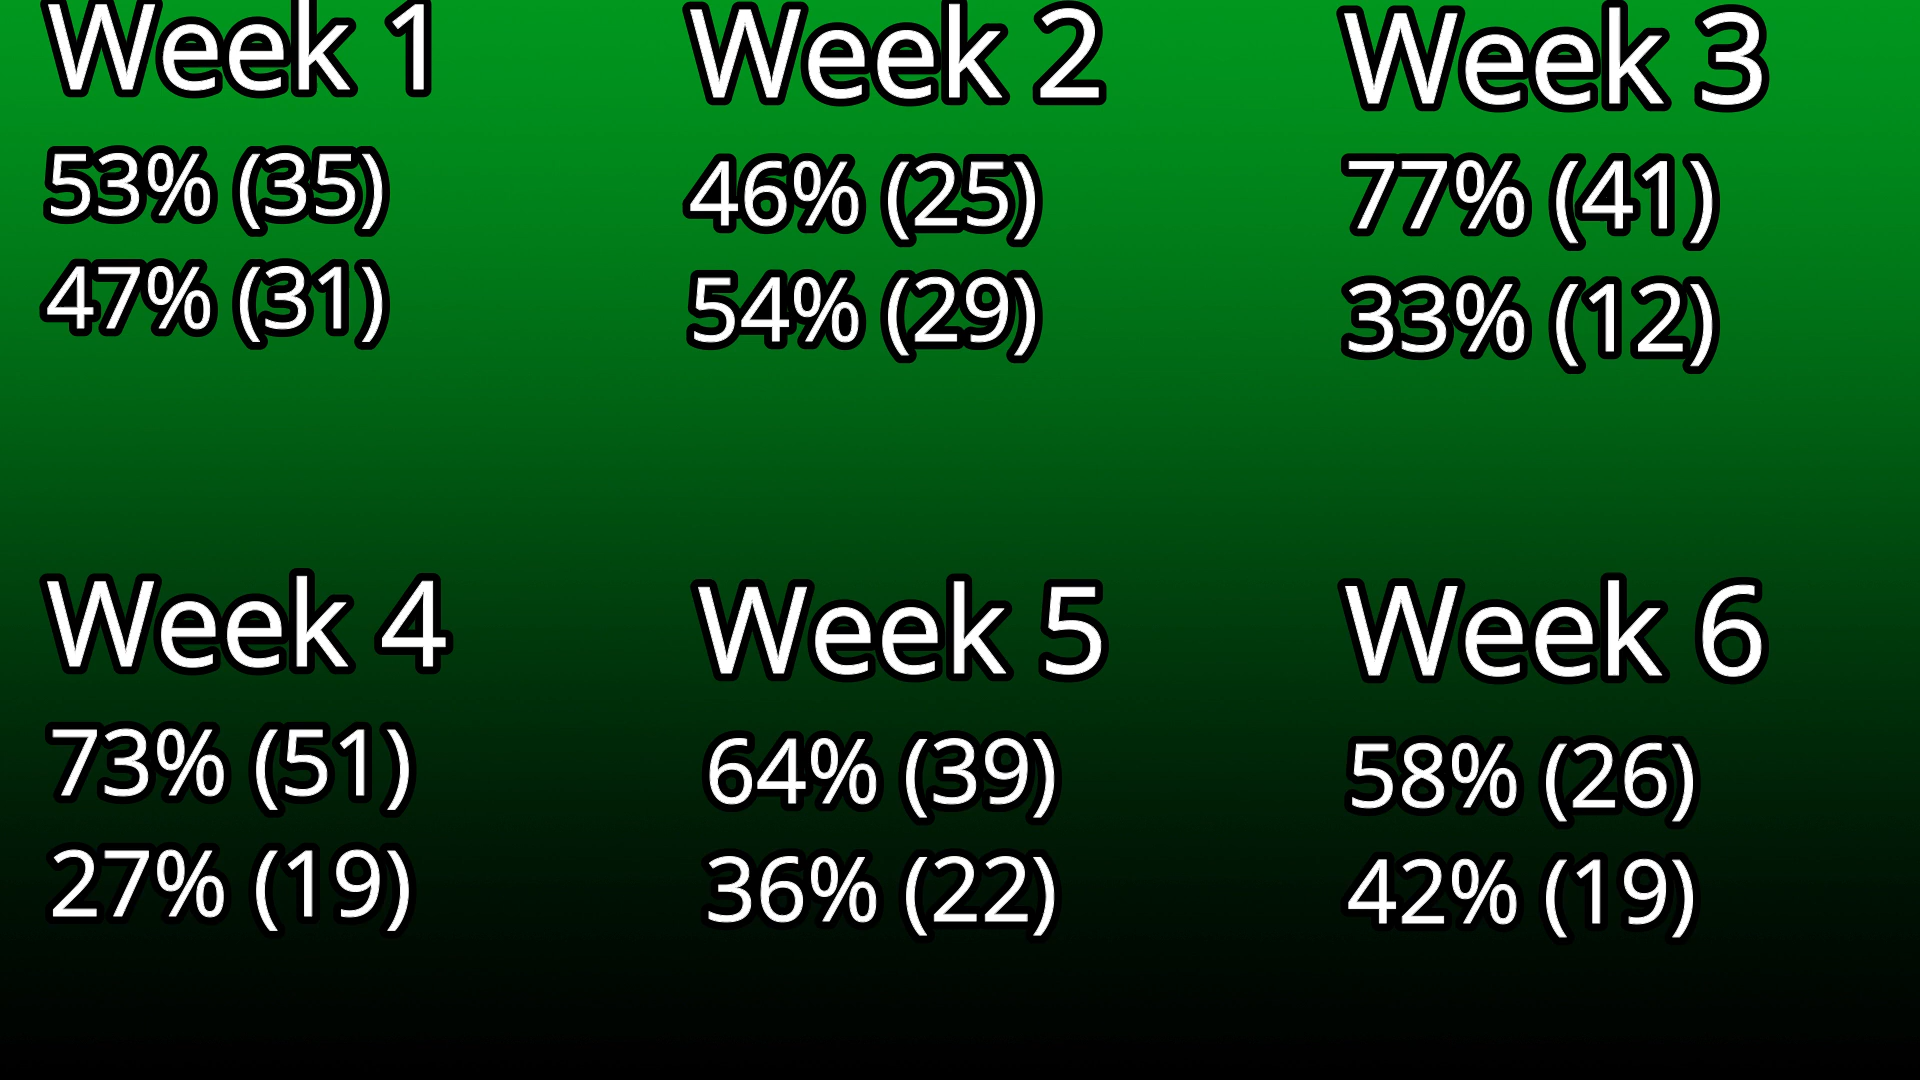 Week 1
53% (35)
47% (31)
Week 2
46% (25)
54% (29)
Week 3
77% (41)
33% (12)
Week 4
73% (51)
27% (19)
Week 5
64% (39)
36% (22)
Week 6
58% (26)
42% (19)